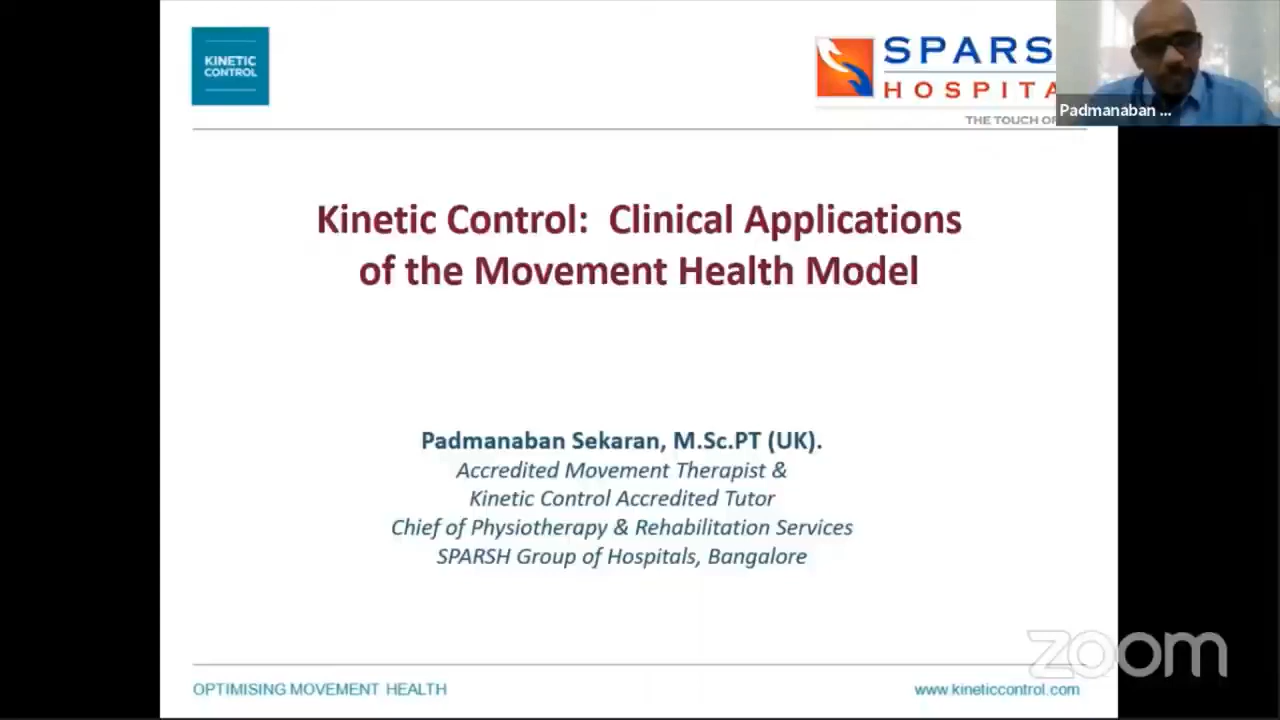 KINETIC
CONTROL
SPARS
HOSPITA
THE TOUCH OF
Padmanaban ...
Kinetic Control: Clinical Applications
of the Movement Health Model
Padmanaban Sekaran, M.Sc.PT (UK).
Accredited Movement Therapist &
Kinetic Control Accredited Tutor
Chief of Physiotherapy & Rehabilitation Services
SPARSH Group of Hospitals, Bangalore
zoom
OPTIMISING MOVEMENT HEALTH
www.kineticcontrol.com